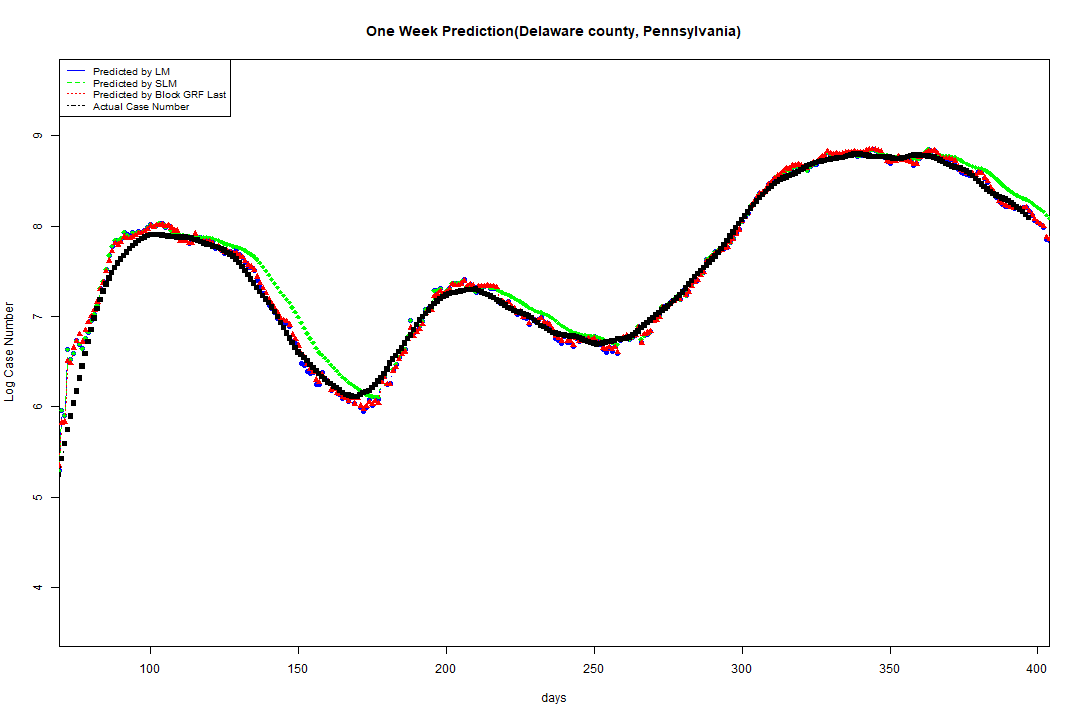 One Week Prediction(Delaware county, Pennsylvania)
Predicted by LM
Predicted by SLM
Predicted by Block GRF Last
Actual Case Number
Log Case Number
9
8
7
6
5
4
100 150 200 250 300 350 400
days